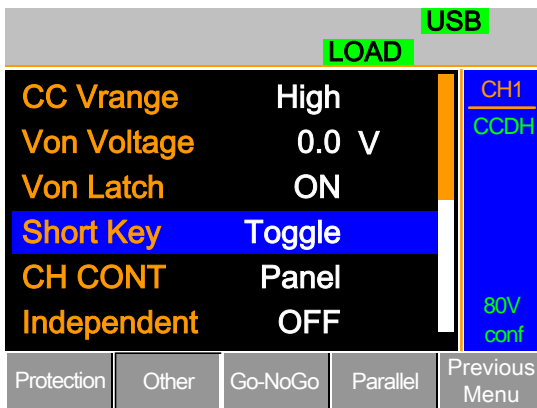 USB
LOAD
CC Vrange High
Von Voltage 0.0 V
Von Latch ON
Short Key Toggle
CH CONT Panel
Independent OFF
CH1
CCDH
80V
conf
Protection Other Go-NoGo Parallel Previous Menu